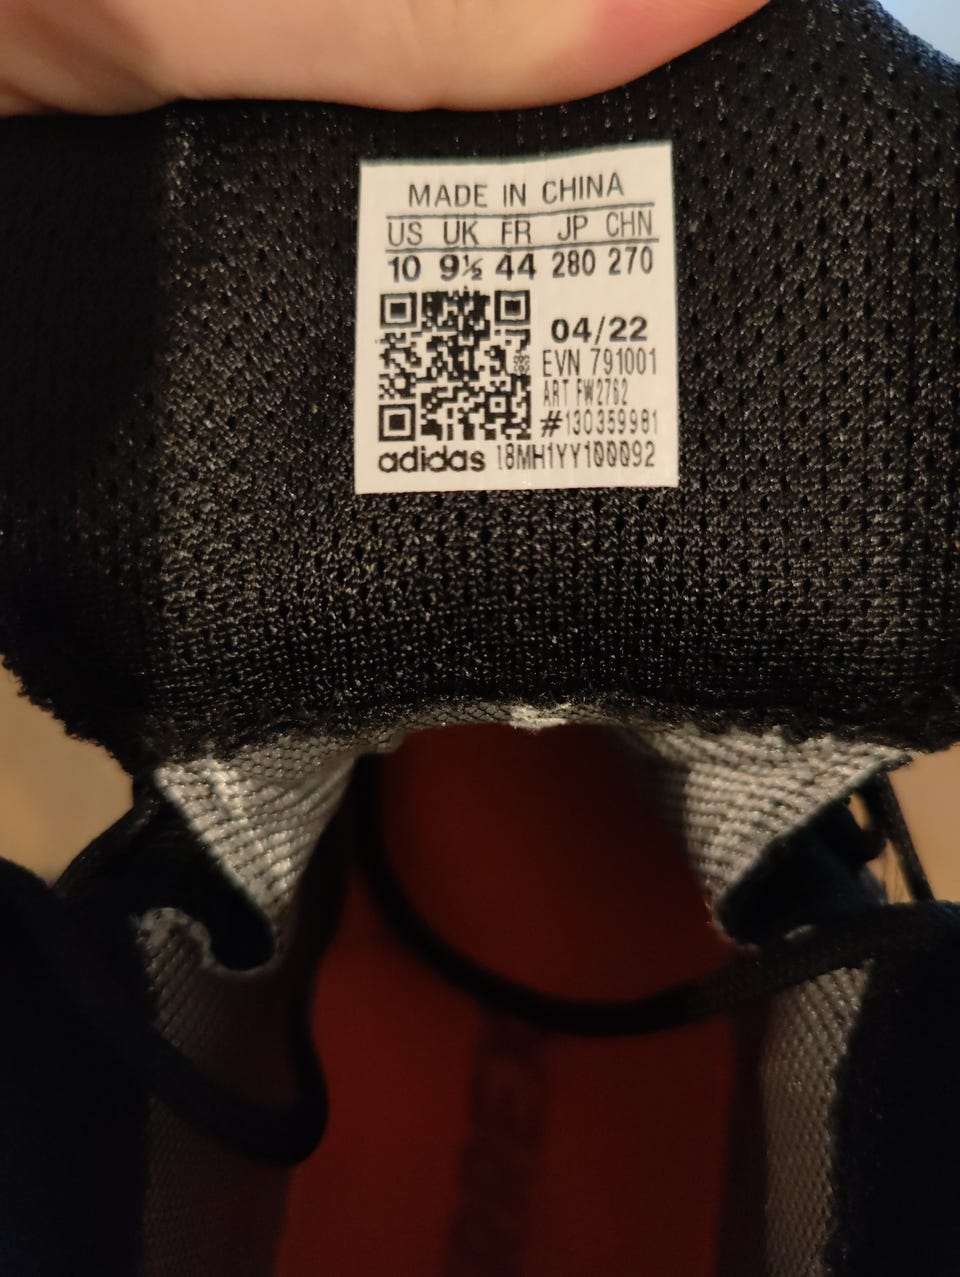 MADE IN CHINA
US UK FR JP CHN
10 9½ 44 280 270
04/22
EVN 791001
ART FW2762
#130359981
adidas 18MH1YY100092